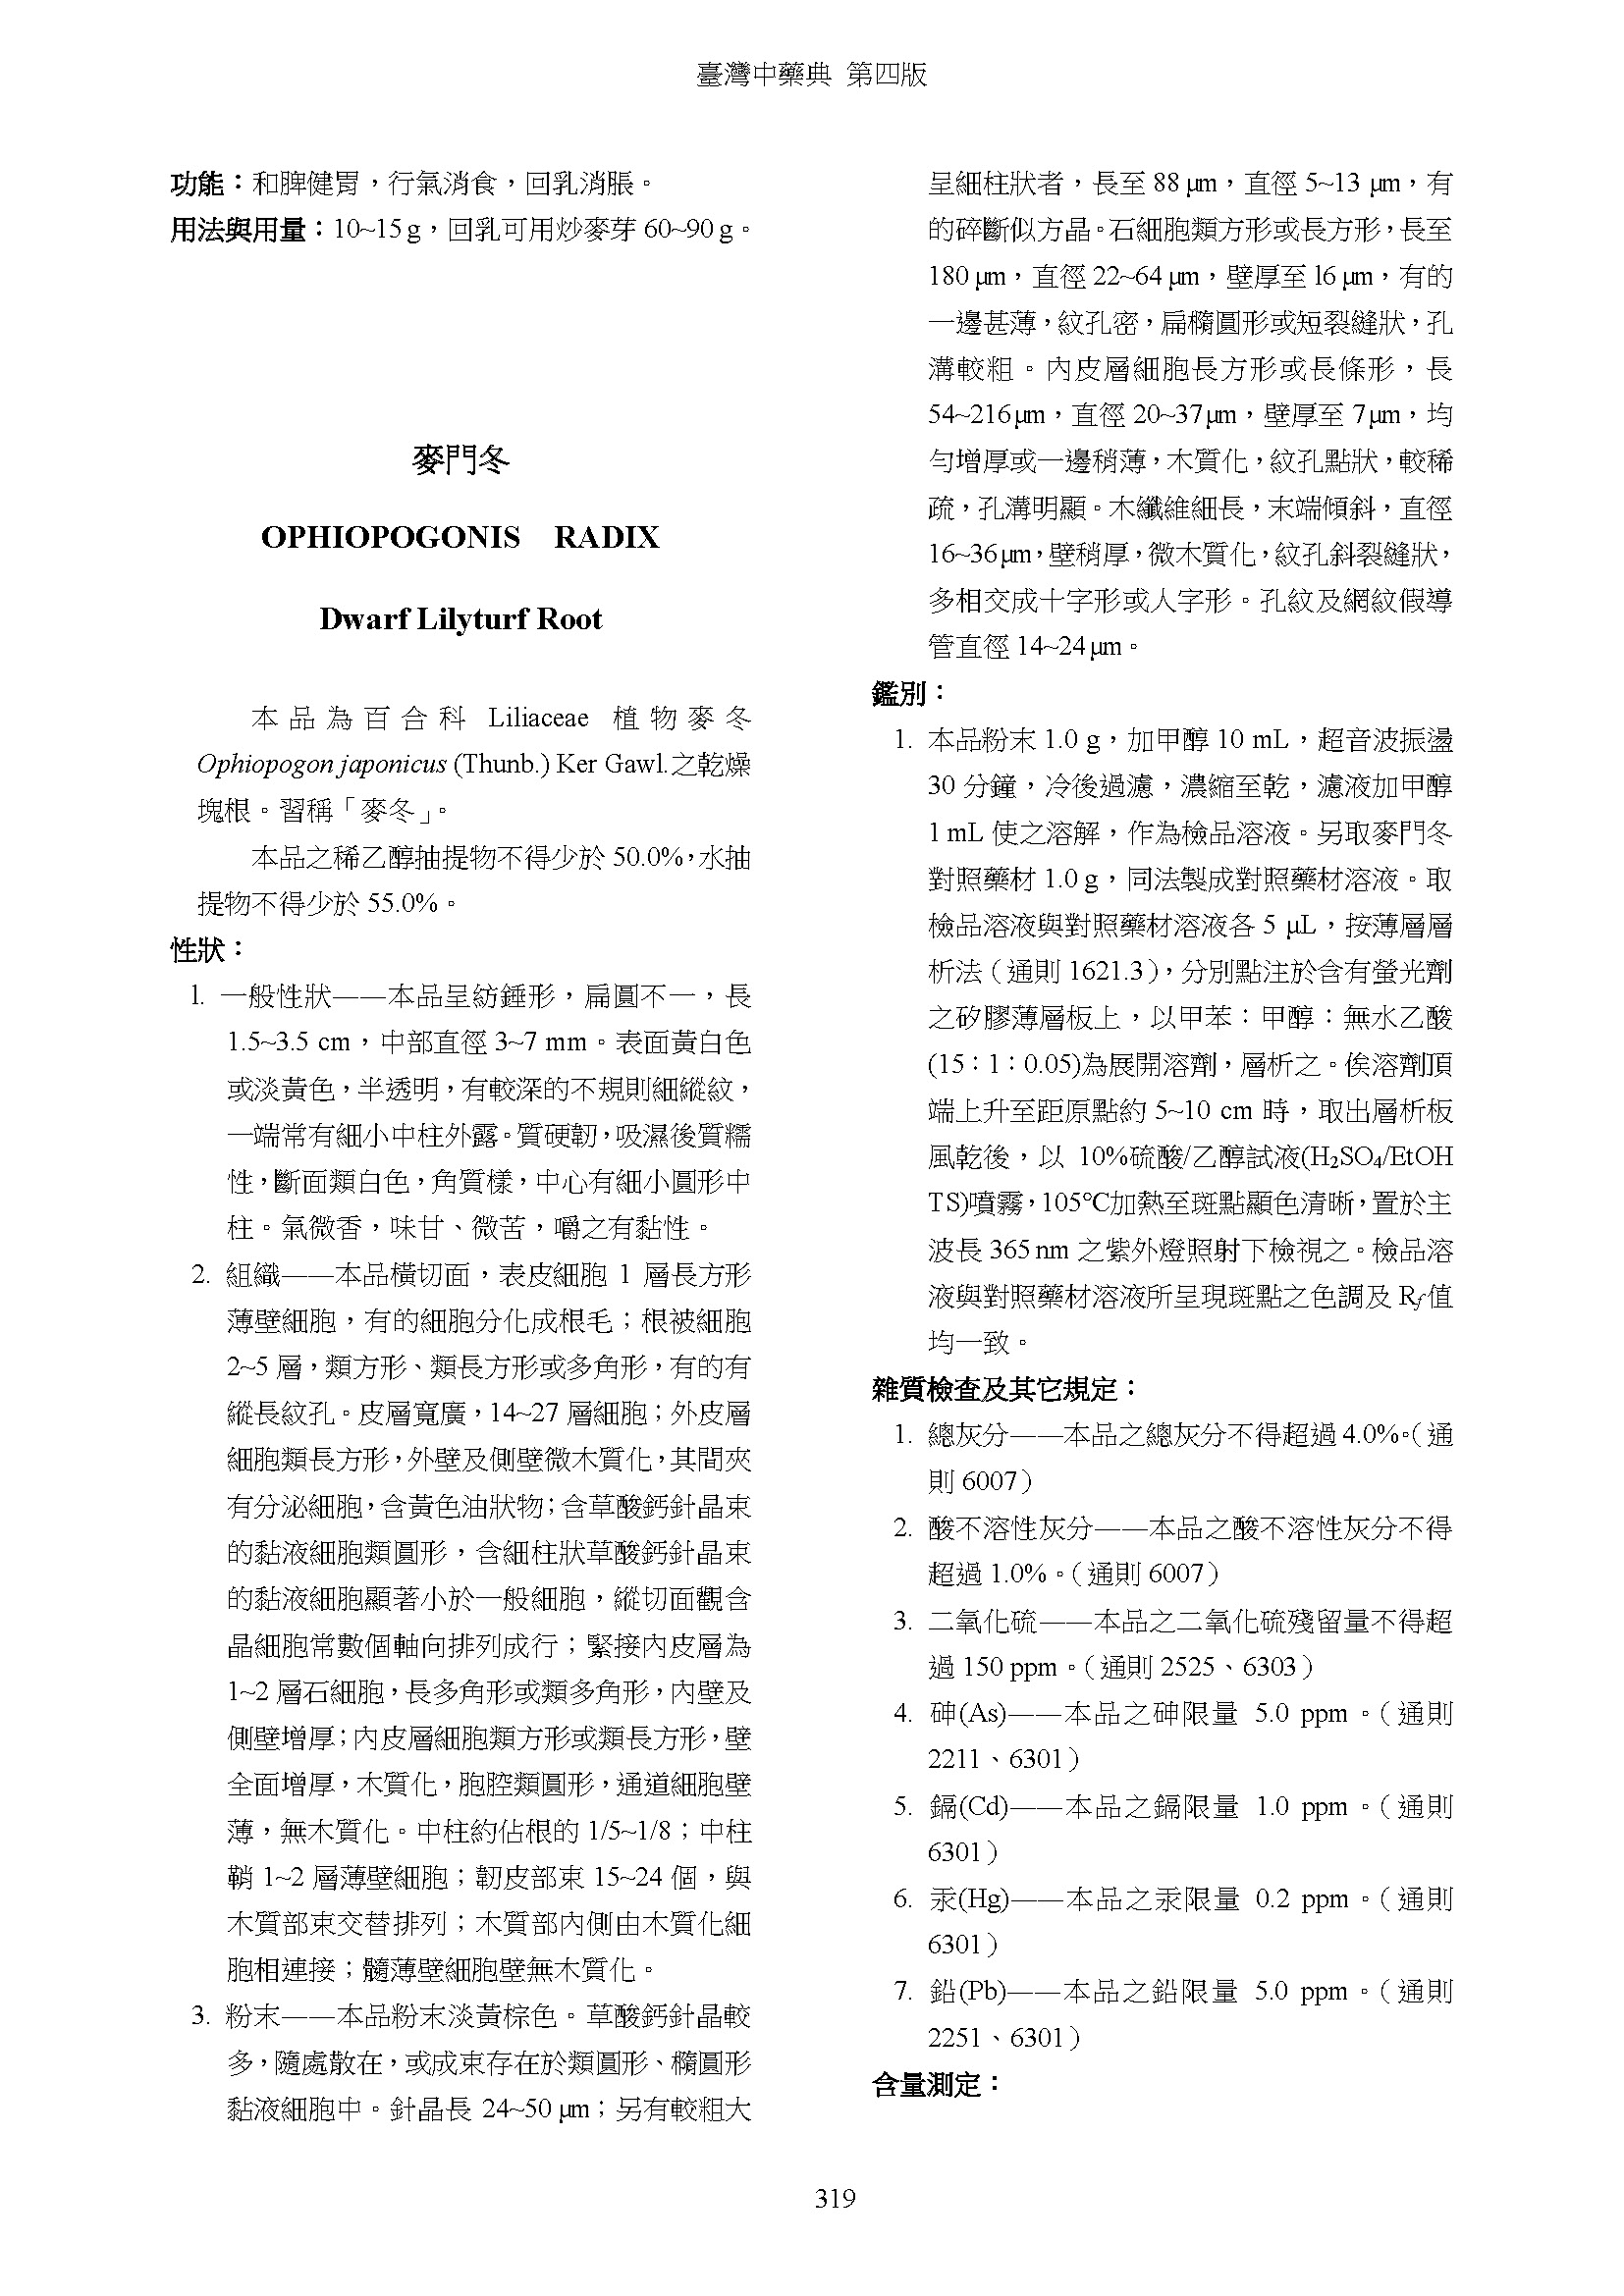 臺灣中藥典 第四版
功能：和脾健胃，行氣消食，回乳消脹。
用法與用量：10~15 g，回乳可用炒麥芽 60~90 g。
麥門冬
OPHIOPOGONIS RADIX
Dwarf Lilyturf Root
本品為百合科 Liliaceae 植物麥冬
Ophiopogon japonicus (Thunb.) Ker Gawl.之乾燥
塊根。習稱「麥冬」。
本品之稀乙醇抽提物不得少於 50.0%，水抽
提物不得少於 55.0%。
性狀：
1. 一般性狀——本品呈紡錘形，扁圓不一，長
1.5~3.5 cm，中部直徑 3~7 mm。表面黃白色
或淡黃色，半透明，有較深的不規則細縱紋，
一端常有細小中柱外露。質硬韌，吸濕後質糯
性，斷面類白色，角質樣，中心有細小圓形中
柱。氣微香，味甘、微苦，嚼之有黏性。
2. 組織——本品橫切面，表皮細胞 1 層長方形
薄壁細胞，有的細胞分化成根毛；根被細胞
2~5 層，類方形、類長方形或多角形，有的有
縱長紋孔。皮層寬廣，14~27 層細胞；外皮層
細胞類長方形，外壁及側壁微木質化，其間夾
有分泌細胞，含黃色油狀物；含草酸鈣針晶束
的黏液細胞類圓形，含細柱狀草酸鈣針晶束
的黏液細胞顯著小於一般細胞，縱切面觀含
晶細胞常數個軸向排列成行；緊接內皮層為
1~2 層石細胞，長多角形或類多角形，內壁及
側壁增厚；內皮層細胞類方形或類長方形，壁
全面增厚，木質化，胞腔類圓形，通道細胞壁
薄，無木質化。中柱約佔根的 1/5~1/8；中柱
鞘 1~2 層薄壁細胞；韌皮部束 15~24 個，與
木質部束交替排列；木質部內側由木質化細
胞相連接；髓薄壁細胞壁無木質化。
3. 粉末——本品粉末淡黃棕色。草酸鈣針晶較
多，隨處散在，或成束存在於類圓形、橢圓形
黏液細胞中。針晶長 24~50 μm；另有較粗大
呈細柱狀者，長至 88 μm，直徑 5~13 μm，有
的碎斷似方晶。石細胞類方形或長方形，長至
180 μm，直徑 22~64 μm，壁厚至 l6 μm，有的
一邊甚薄，紋孔密，扁橢圓形或短裂縫狀，孔
溝較粗。內皮層細胞長方形或長條形，長
54~216 μm，直徑 20~37μm，壁厚至 7μm，均
勻增厚或一邊稍薄，木質化，紋孔點狀，較稀
疏，孔溝明顯。木纖維細長，末端傾斜，直徑
16~36 μm，壁稍厚，微木質化，紋孔斜裂縫狀，
多相交成十字形或人字形。孔紋及網紋假導
管直徑 14~24 μm。
鑑別：
1. 本品粉末 1.0 g，加甲醇 10 mL，超音波振盪
30 分鐘，冷後過濾，濃縮至乾，濾液加甲醇
1 mL 使之溶解，作為檢品溶液。另取麥門冬
對照藥材 1.0 g，同法製成對照藥材溶液。取
檢品溶液與對照藥材溶液各 5 μL，按薄層層
析法（通則 1621.3），分別點注於含有螢光劑
之矽膠薄層板上，以甲苯：甲醇：無水乙酸
(15：1：0.05)為展開溶劑，層析之。俟溶劑頂
端上升至距原點約 5~10 cm 時，取出層析板
風乾後，以 10%硫酸/乙醇試液(H₂SO₄/EtOH
TS)噴霧，105℃加熱至斑點顯色清晰，置於主
波長 365 nm 之紫外燈照射下檢視之。檢品溶
液與對照藥材溶液所呈現斑點之色調及 Rf 值
均一致。
雜質檢查及其它規定：
1. 總灰分——本品之總灰分不得超過 4.0%。（通
則 6007）
2. 酸不溶性灰分——本品之酸不溶性灰分不得
超過 1.0%。（通則 6007）
3. 二氧化硫——本品之二氧化硫殘留量不得超
過 150 ppm。（通則 2525、6303）
4. 砷(As)——本品之砷限量 5.0 ppm。（通則
2211、6301）
5. 鎘(Cd)——本品之鎘限量 1.0 ppm。（通則
6301）
6. 汞(Hg)——本品之汞限量 0.2 ppm。（通則
6301）
7. 鉛(Pb)——本品之鉛限量 5.0 ppm。（通則
2251、6301）
含量測定：
319